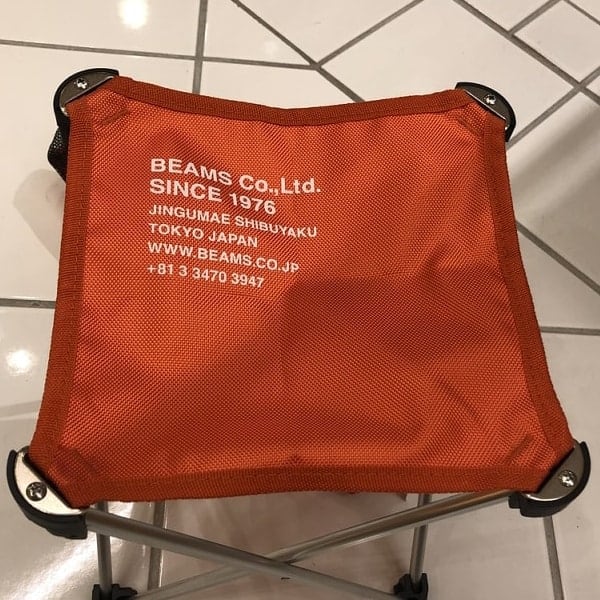 BEAMS Co.,Ltd.
SINCE 1976
JINGUMAE SHIBUYAKU
TOKYO JAPAN
WWW.BEAMS.CO.JP
+81 3 3470 3947